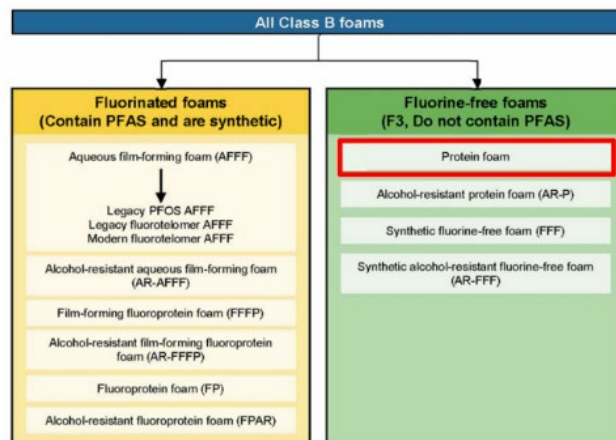 All Class B foams
Fluorinated foams
(Contain PFAS and are synthetic)
Aqueous film-forming foam (AFFF)
Legacy PFOS AFFF
Legacy fluorotelomer AFFF
Modern fluorotelomer AFFF
Alcohol-resistant aqueous film-forming foam
(AR-AFFF)
Film-forming fluoroprotein foam (FFFP)
Alcohol-resistant film-forming fluoroprotein
foam (AR-FFFP)
Fluoroprotein foam (FP)
Alcohol-resistant fluoroprotein foam (FPAR)
Fluorine-free foams
(F3, Do not contain PFAS)
Protein foam
Alcohol-resistant protein foam (AR-P)
Synthetic fluorine-free foam (FFF)
Synthetic alcohol-resistant fluorine-free foam
(AR-FFF)